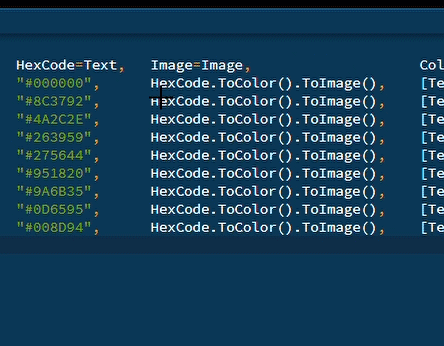 HexCode=Text, Image=Image, Col
"#000000", HexCode.ToColor().ToImage(), [Te
"#8C3792", HexCode.ToColor().ToImage(), [Te
"#4A2C2E", HexCode.ToColor().ToImage(), [Te
"#263959", HexCode.ToColor().ToImage(), [Te
"#275644", HexCode.ToColor().ToImage(), [Te
"#951820", HexCode.ToColor().ToImage(), [Te
"#9A6B35", HexCode.ToColor().ToImage(), [Te
"#0D6595", HexCode.ToColor().ToImage(), [Te
"#008D94", HexCode.ToColor().ToImage(), [Te